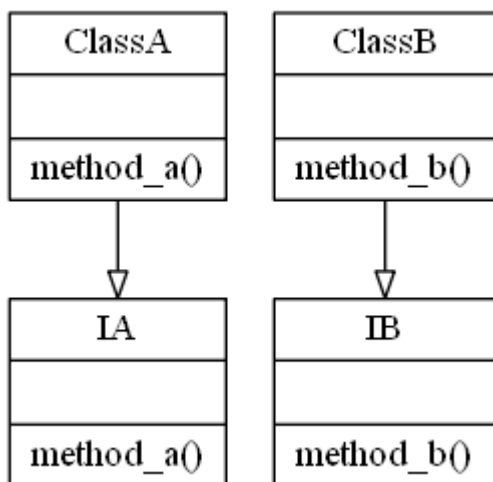 ClassA
method_a()
ClassB
method_b()
IA
method_a()
IB
method_b()